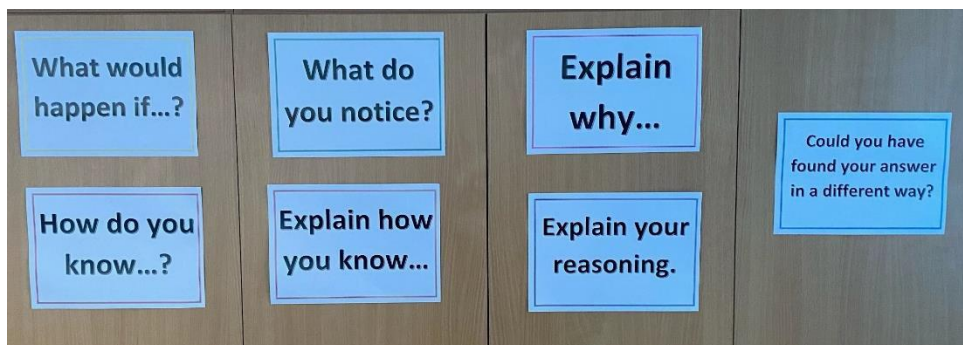 What would
happen if...?
What do
you notice?
Explain
why...
Could you have
found your answer
in a different way?
How do you
know...?
Explain how
you know...
Explain your
reasoning.